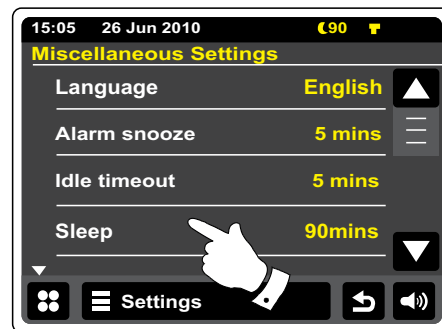 15:05 26 Jun 2010 90
Miscellaneous Settings
Language English
Alarm snooze 5 mins
Idle timeout 5 mins
Sleep 90mins
Settings